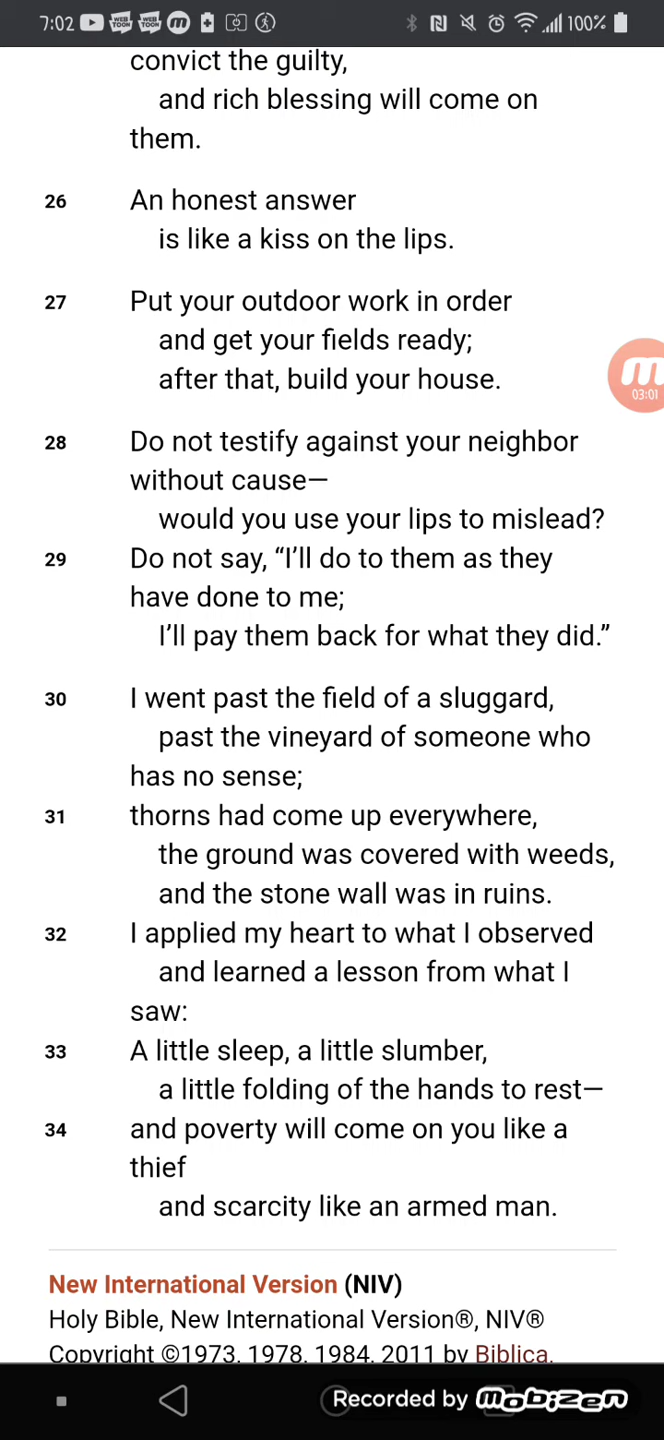 7:02 WEB TOON WEB TOON m 100%
convict the guilty,
and rich blessing will come on
them.
26 An honest answer
is like a kiss on the lips.
27 Put your outdoor work in order
and get your fields ready;
after that, build your house.
m
03:01
28 Do not testify against your neighbor
without cause—
would you use your lips to mislead?
29 Do not say, “I’ll do to them as they
have done to me;
I’ll pay them back for what they did.”
30 I went past the field of a sluggard,
past the vineyard of someone who
has no sense;
31 thorns had come up everywhere,
the ground was covered with weeds,
and the stone wall was in ruins.
32 I applied my heart to what I observed
and learned a lesson from what I
saw:
33 A little sleep, a little slumber,
a little folding of the hands to rest—
34 and poverty will come on you like a
thief
and scarcity like an armed man.
New International Version (NIV)
Holy Bible, New International Version®, NIV®
Copyright ©1973, 1978, 1984, 2011 by Biblica,
Recorded by mobizen